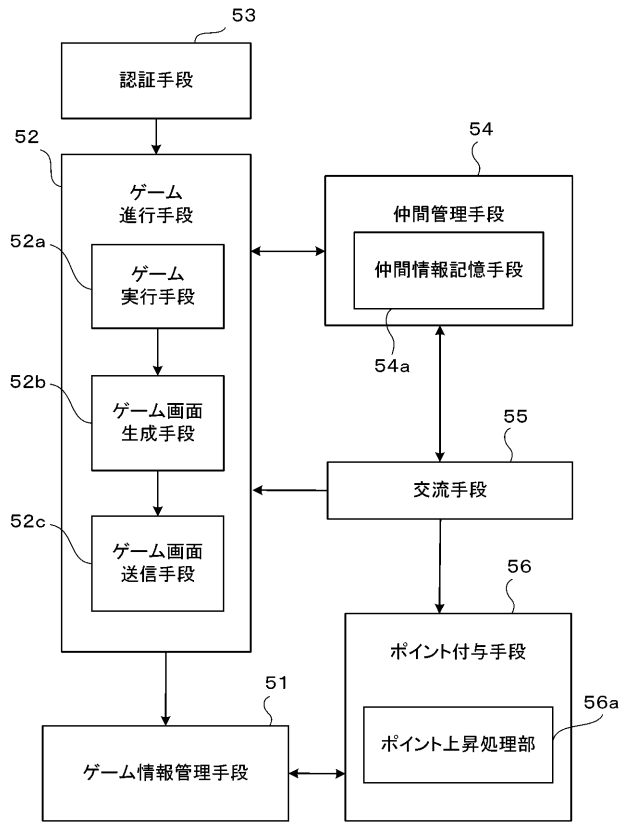 53
認証手段
52
ゲーム
進行手段
52a
ゲーム
実行手段
52b
ゲーム画面
生成手段
52c
ゲーム画面
送信手段
54
仲間管理手段
仲間情報記憶手段
54a
55
交流手段
56
ポイント付与手段
56a
ポイント上昇処理部
51
ゲーム情報管理手段